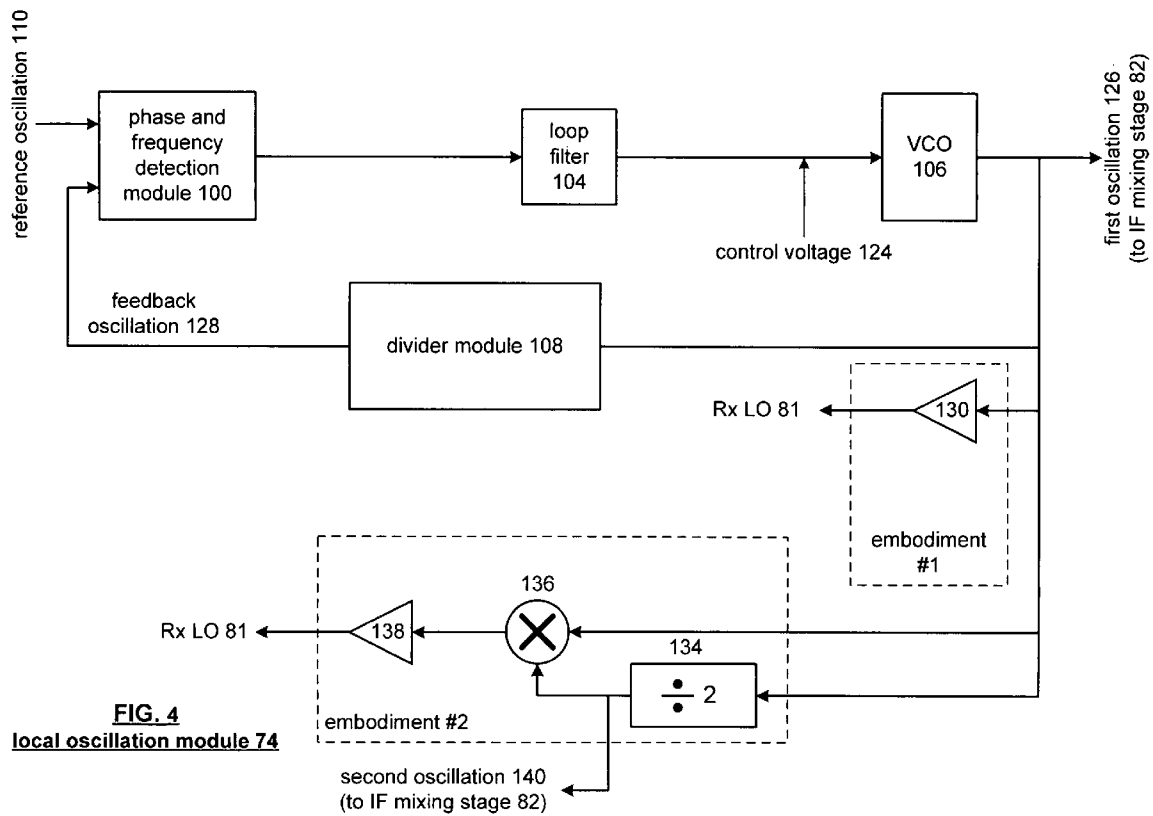 reference oscillation 110
phase and
frequency
detection
module 100
loop
filter
104
VCO
106
first oscillation 126
(to IF mixing stage 82)
control voltage 124
feedback
oscillation 128
divider module 108
Rx LO 81
130
embodiment
#1
136
Rx LO 81
138
134
÷ 2
embodiment #2
FIG. 4
local oscillation module 74
second oscillation 140
(to IF mixing stage 82)